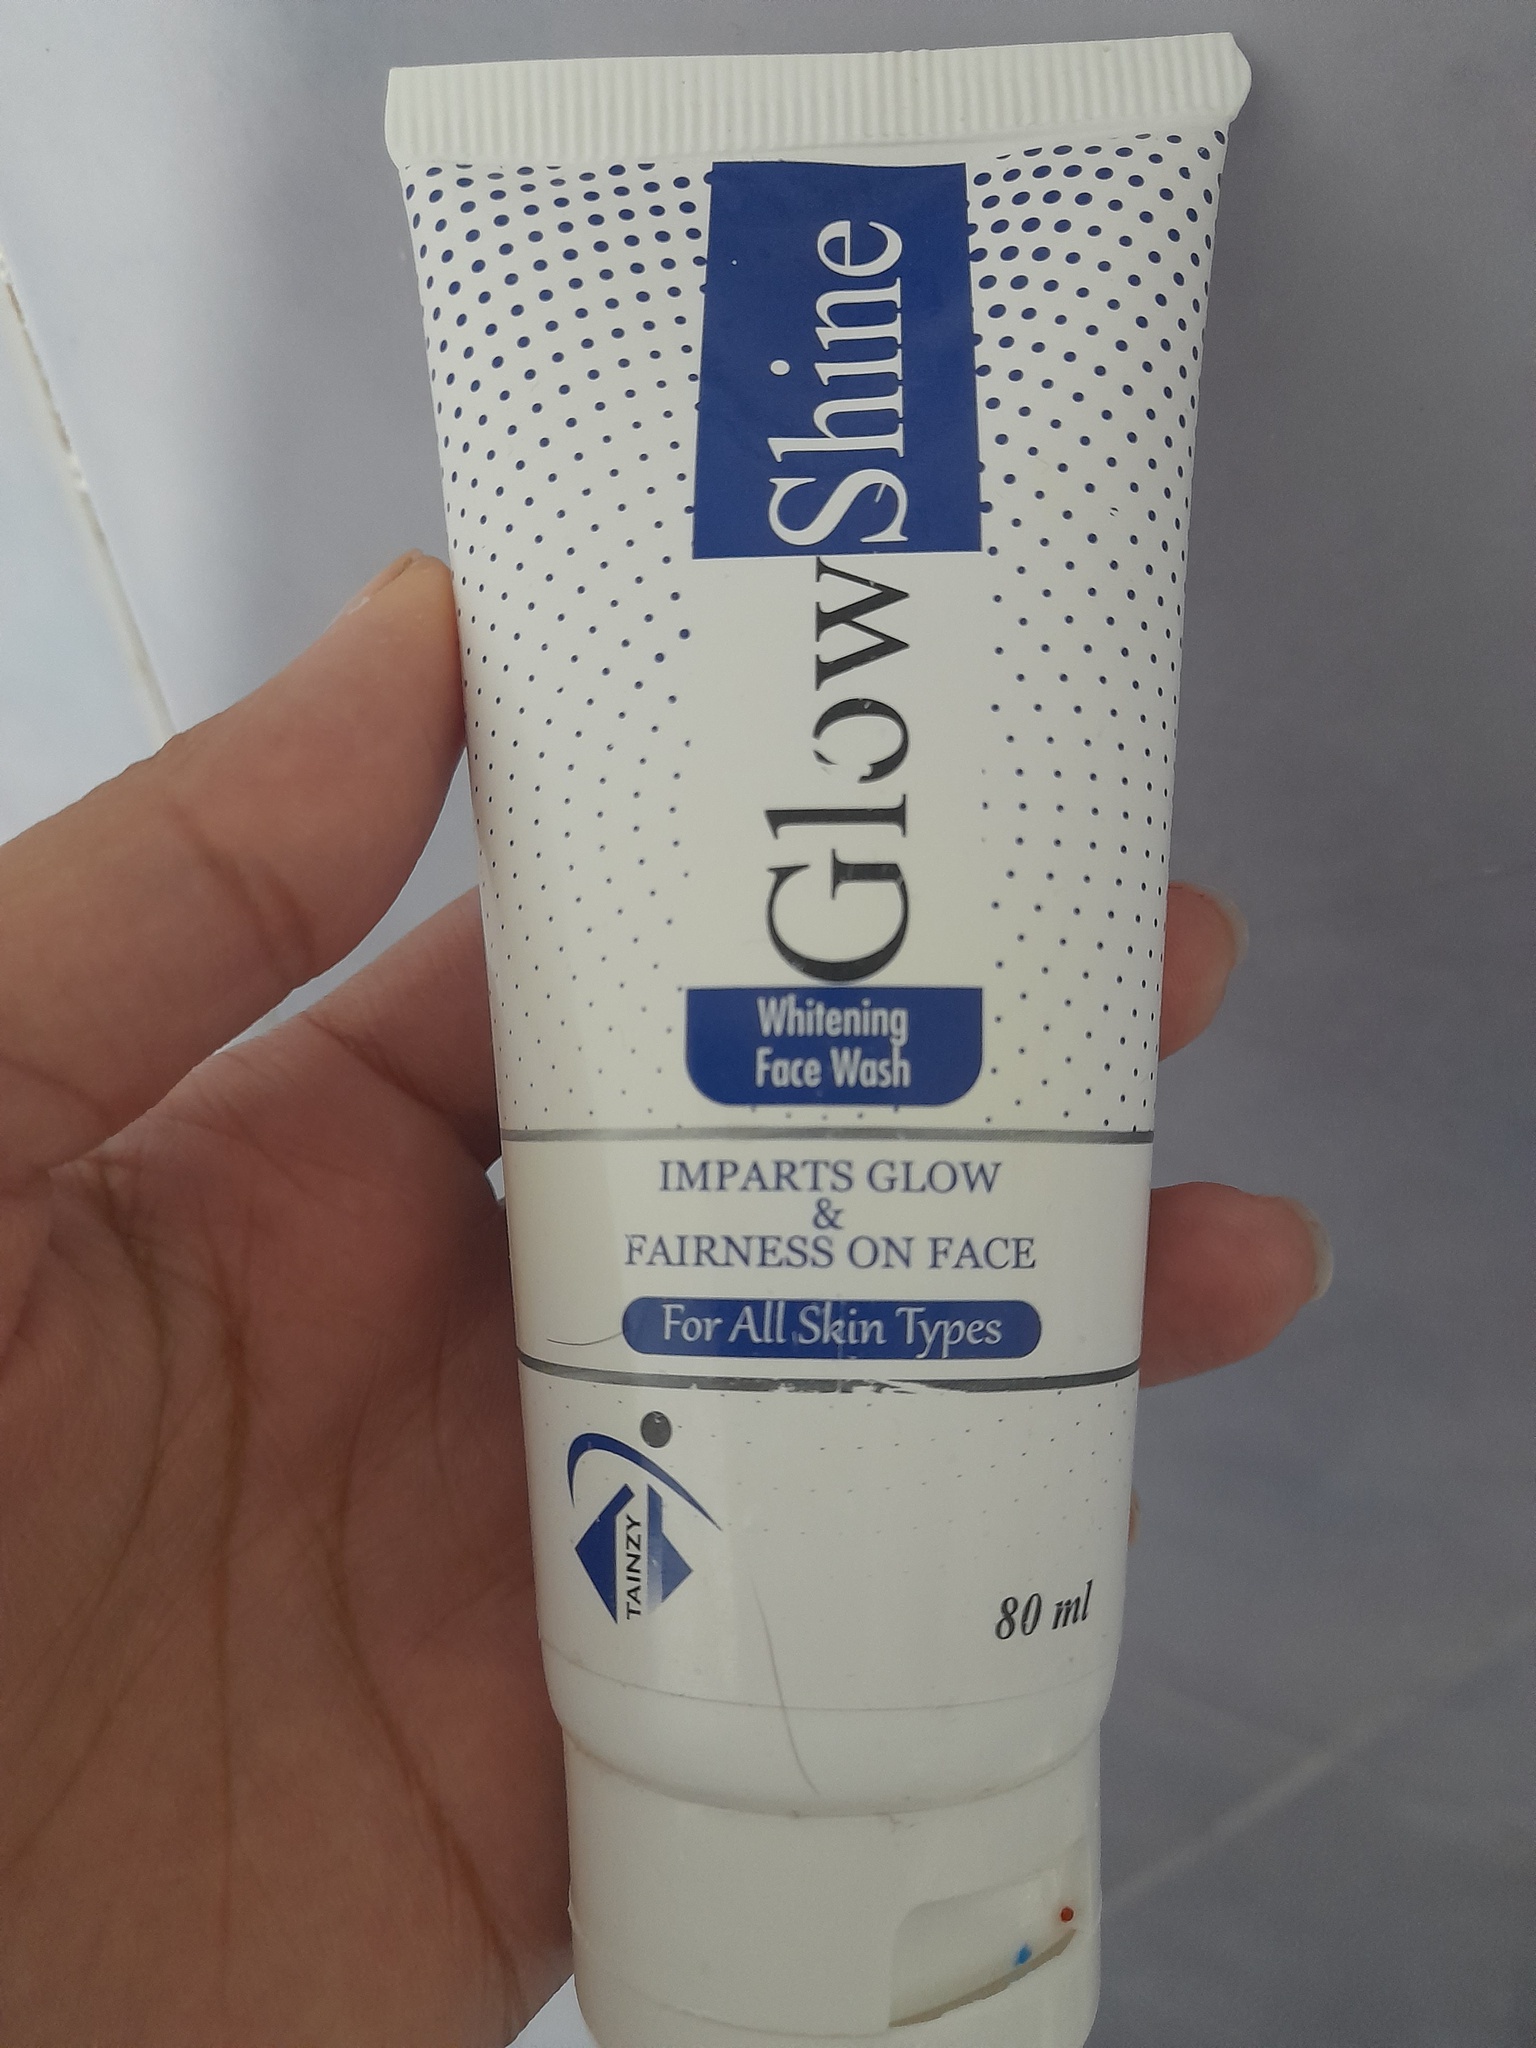 GlowShine
Whitening
Face Wash
IMPARTS GLOW
&
FAIRNESS ON FACE
For All Skin Types
TAINZY
80 ml